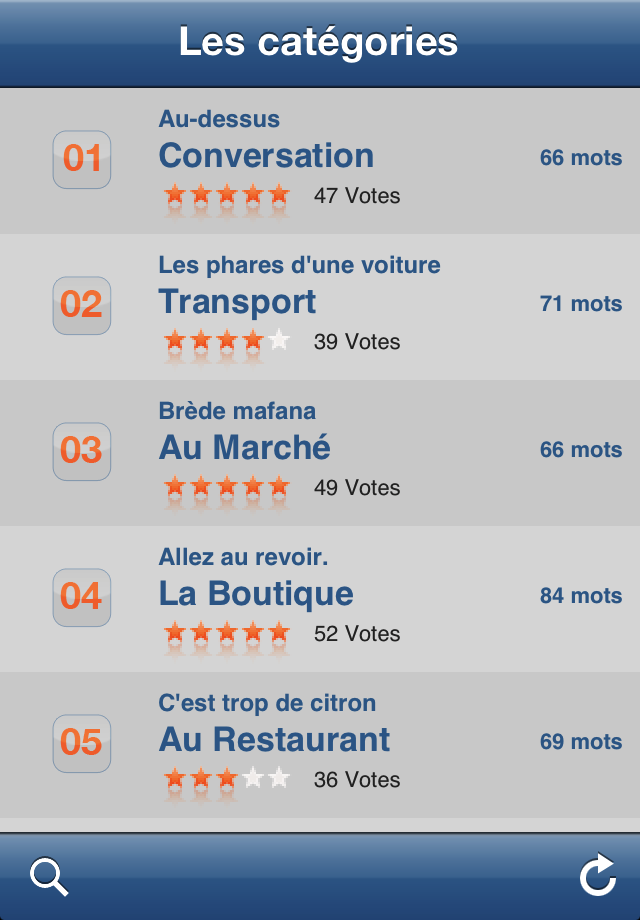 Les catégories
01
Au-dessus
Conversation
66 mots
47 Votes
02
Les phares d'une voiture
Transport
71 mots
39 Votes
03
Brède mafana
Au Marché
66 mots
49 Votes
04
Allez au revoir.
La Boutique
84 mots
52 Votes
05
C'est trop de citron
Au Restaurant
69 mots
36 Votes